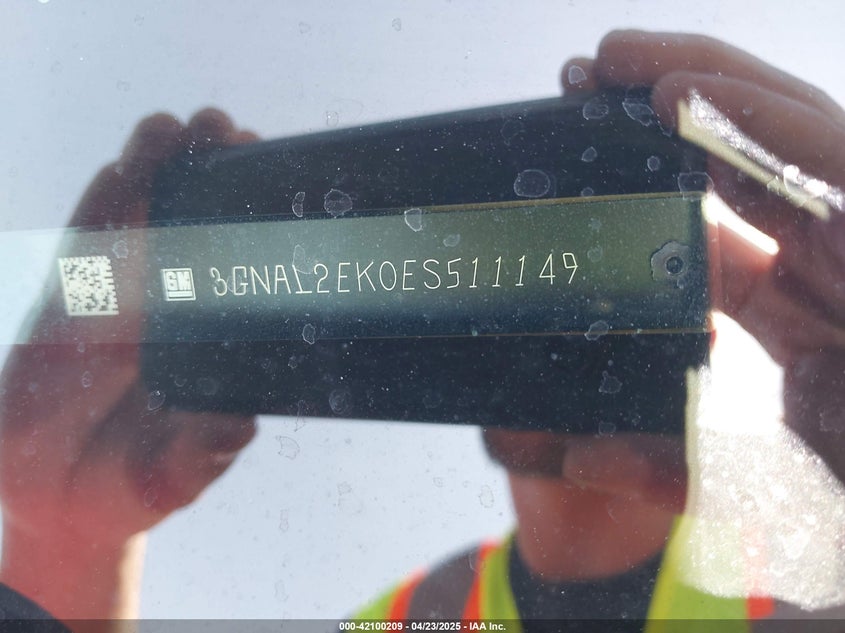 GM 3GNAL2EK0ES511149
000-42100209 - 04/23/2025 - IAA Inc.